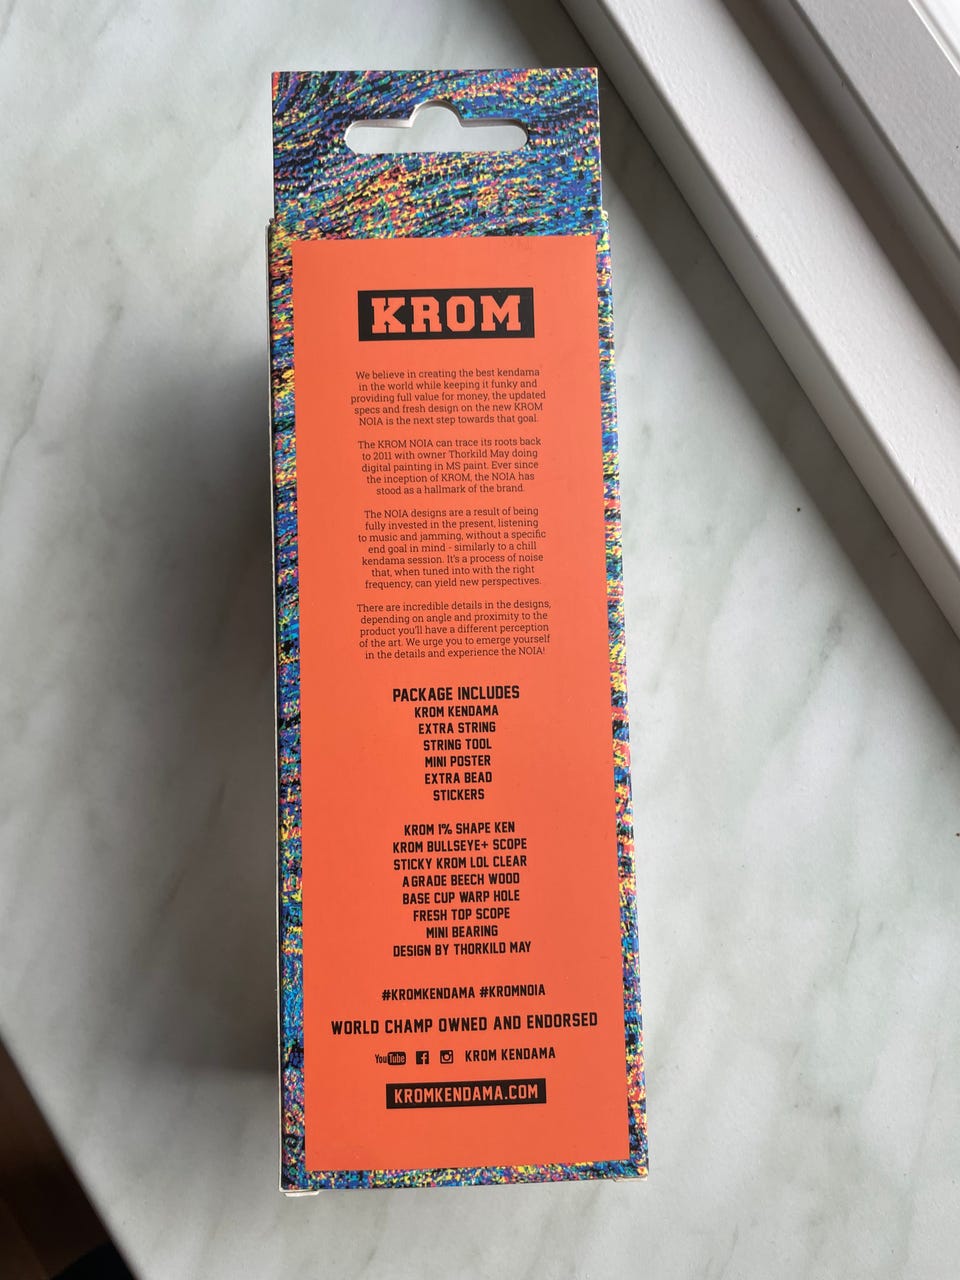 KROM
We believe in creating the best kendama
in the world while keeping it funky and
providing full value for money, the updated
specs and fresh design on the new KROM
NOIA is the next step towards that goal.
The KROM NOIA can trace its roots back
to 2011 with owner Thorkild May doing
digital painting in MS paint. Ever since
the inception of KROM, the NOIA has
stood as a hallmark of the brand.
The NOIA designs are a result of being
fully invested in the present, listening
to music and jamming, without a specific
end goal in mind - similarly to a chill
kendama session. It's a process of noise
that, when tuned into with the right
frequency, can yield new perspectives.
There are incredible details in the designs,
depending on angle and proximity to the
product you'll have a different perception
of the art. We urge you to emerge yourself
in the details and experience the NOIA!
PACKAGE INCLUDES
KROM KENDAMA
EXTRA STRING
STRING TOOL
MINI POSTER
EXTRA BEAD
STICKERS
KROM 1% SHAPE KEN
KROM BULLSEYE+ SCOPE
STICKY KROM LOL CLEAR
A GRADE BEECH WOOD
BASE CUP WARP HOLE
FRESH TOP SCOPE
MINI BEARING
DESIGN BY THORKILD MAY
#KROMKENDAMA #KROMNOIA
WORLD CHAMP OWNED AND ENDORSED
YouTube f KROM KENDAMA
KROMKENDAMA.COM